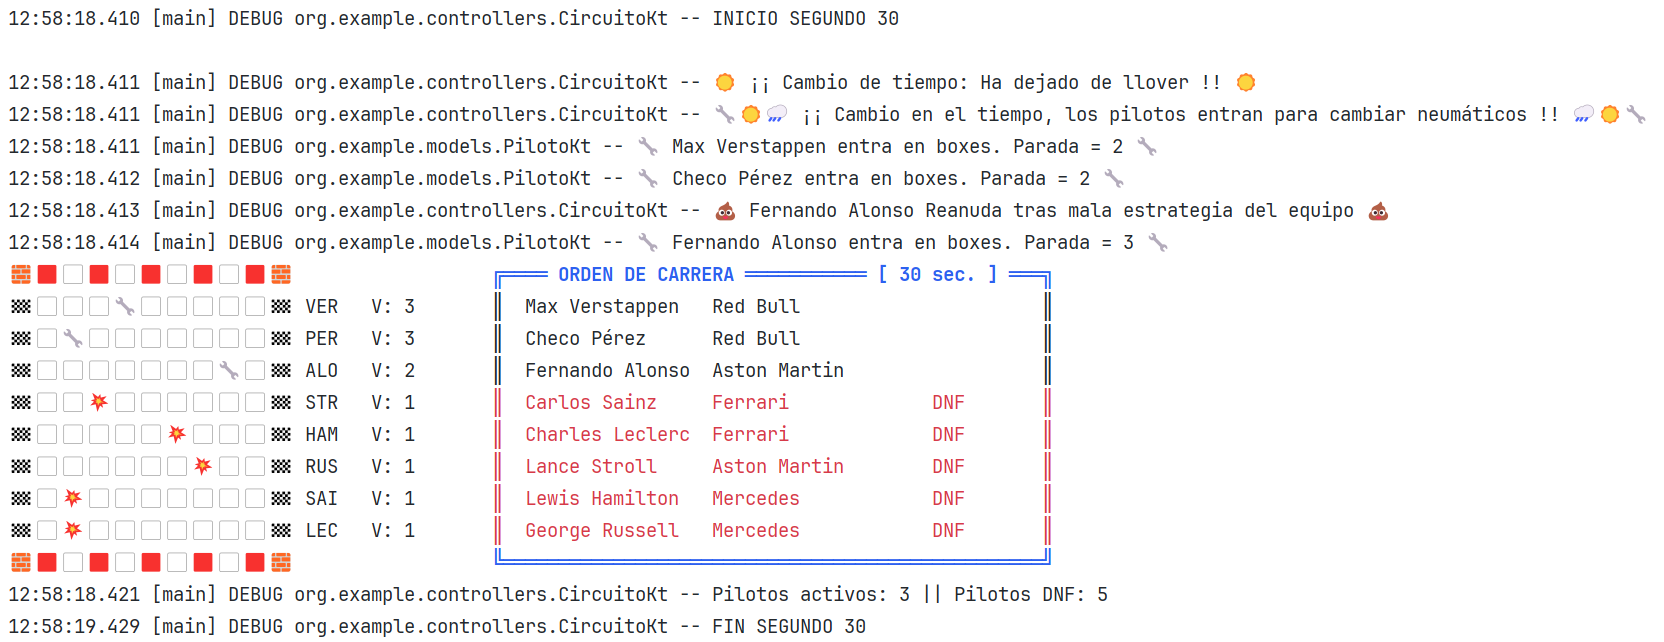 12:58:18.410 [main] DEBUG org.example.controllers.CircuitoKt -- INICIO SEGUNDO 30
12:58:18.411 [main] DEBUG org.example.controllers.CircuitoKt -- ☀️ ¡¡ Cambio de tiempo: Ha dejado de llover !! ☀️
12:58:18.411 [main] DEBUG org.example.controllers.CircuitoKt -- 🔧☀️🌧️ ¡¡ Cambio en el tiempo, los pilotos entran para cambiar neumáticos !! 🌧️☀️🔧
12:58:18.411 [main] DEBUG org.example.models.PilotoKt -- 🔧 Max Verstappen entra en boxes. Parada = 2 🔧
12:58:18.412 [main] DEBUG org.example.models.PilotoKt -- 🔧 Checo Pérez entra en boxes. Parada = 2 🔧
12:58:18.413 [main] DEBUG org.example.controllers.CircuitoKt -- 💩 Fernando Alonso Reanuda tras mala estrategia del equipo 💩
12:58:18.414 [main] DEBUG org.example.models.PilotoKt -- 🔧 Fernando Alonso entra en boxes. Parada = 3 🔧
ORDEN DE CARRERA [ 30 sec. ]
VER V: 3 Max Verstappen Red Bull
PER V: 3 Checo Pérez Red Bull
ALO V: 2 Fernando Alonso Aston Martin
STR V: 1 Carlos Sainz Ferrari DNF
HAM V: 1 Charles Leclerc Ferrari DNF
RUS V: 1 Lance Stroll Aston Martin DNF
SAI V: 1 Lewis Hamilton Mercedes DNF
LEC V: 1 George Russell Mercedes DNF
12:58:18.421 [main] DEBUG org.example.controllers.CircuitoKt -- Pilotos activos: 3 || Pilotos DNF: 5
12:58:19.429 [main] DEBUG org.example.controllers.CircuitoKt -- FIN SEGUNDO 30